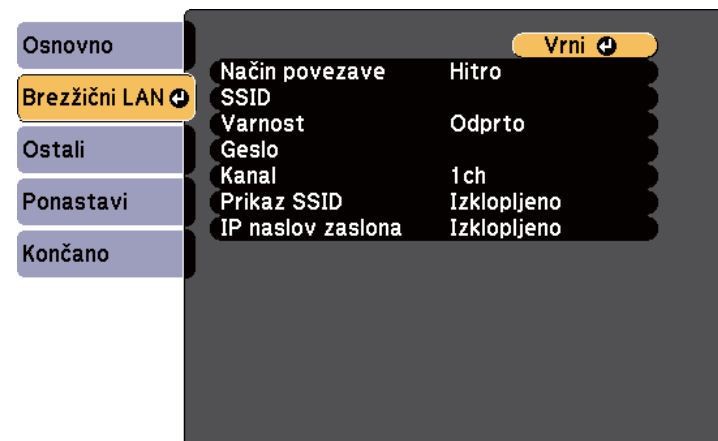 Osnovno
Brezžični LAN
Ostali
Ponastavi
Končano
Vrni
Način povezave Hitro
SSID
Varnost Odprto
Geslo
Kanal 1ch
Prikaz SSID Izklopljeno
IP naslov zaslona Izklopljeno